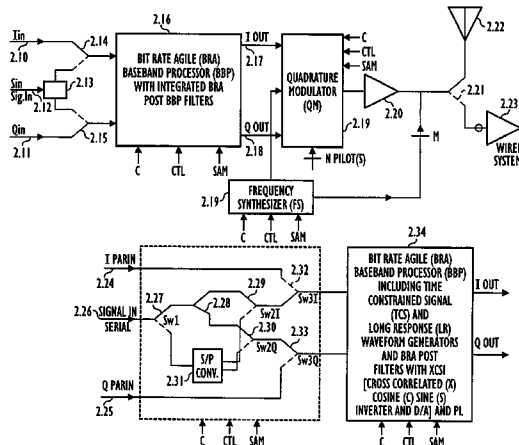 Iin
2.10
2.14
Sin
Sig.In
2.12
2.13
Qin
2.11
2.15
2.16
BIT RATE AGILE (BRA)
BASEBAND PROCESSOR (BBP)
WITH INTEGRATED BRA
POST BBP FILTERS
C
CTL
SAM
I OUT
2.17
Q OUT
2.18
QUADRATURE
MODULATOR
(QM)
C
CTL
SAM
2.19
N PILOT(S)
2.20
M
2.21
2.22
2.23
WIRED
SYSTEM
2.19
FREQUENCY
SYNTHESIZER (FS)
C
CTL
SAM
I PARIN
2.24
2.26
SIGNAL IN
SERIAL
2.27
Sw1
2.28
2.29
Sw2I
2.30
Sw2Q
2.31
S/P
CONV.
2.32
Sw3I
2.33
Sw3Q
Q PARIN
2.25
C
CTL
SAM
2.34
BIT RATE AGILE (BRA)
BASEBAND PROCESSOR (BBP)
INCLUDING TIME
CONSTRAINED SIGNAL
(TCS) AND
LONG RESPONSE (LR)
WAVEFORM GENERATORS
AND BRA POST
FILTERS WITH XCSI
[CROSS CORRELATED (X)
COSINE (C) SINE (S)
INVERTER AND D/A] AND PI.
I OUT
Q OUT
C
CTL
SAM